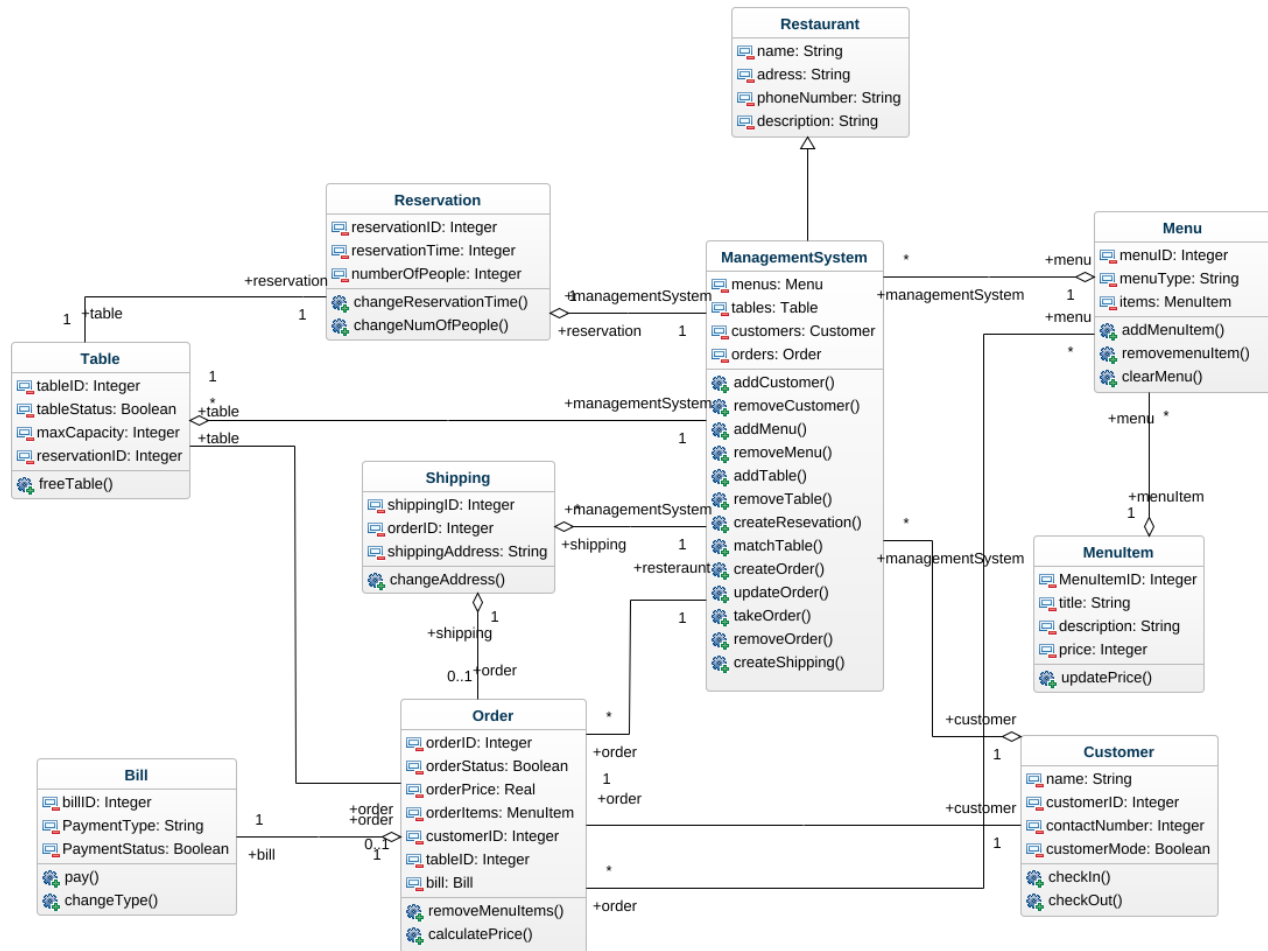 Restaurant
name: String
adress: String
phoneNumber: String
description: String
Reservation
reservationID: Integer
reservationTime: Integer
numberOfPeople: Integer
changeReservationTime()
changeNumOfPeople()
ManagementSystem
menus: Menu
tables: Table
customers: Customer
orders: Order
addCustomer()
removeCustomer()
addMenu()
removeMenu()
addTable()
removeTable()
createResevation()
matchTable()
createOrder()
updateOrder()
takeOrder()
removeOrder()
createShipping()
Menu
menuID: Integer
menuType: String
items: MenuItem
addMenuItem()
removemenuItem()
clearMenu()
+reservation
1
1
+table
1
+managementSystem
+reservation
1
*
+menu
+managementSystem
1
+menu
*
Table
tableID: Integer
tableStatus: Boolean
maxCapacity: Integer
reservationID: Integer
freeTable()
1
*
+table
+table
+managementSystem
1
+menu
*
+menuItem
1
Shipping
shippingID: Integer
orderID: Integer
shippingAddress: String
changeAddress()
*
+managementSystem
+shipping
1
+resteraunt
1
*
+managementSystem
MenuItem
MenuItemID: Integer
title: String
description: String
price: Integer
updatePrice()
1
+shipping
0..1
+order
Order
orderID: Integer
orderStatus: Boolean
orderPrice: Real
orderItems: MenuItem
customerID: Integer
tableID: Integer
bill: Bill
removeMenuItems()
calculatePrice()
*
+order
1
+order
+customer
1
+customer
1
Customer
name: String
customerID: Integer
contactNumber: Integer
customerMode: Boolean
checkIn()
checkOut()
Bill
billID: Integer
PaymentType: String
PaymentStatus: Boolean
pay()
changeType()
1
+bill
+order
+order
0..1
1
*
+order